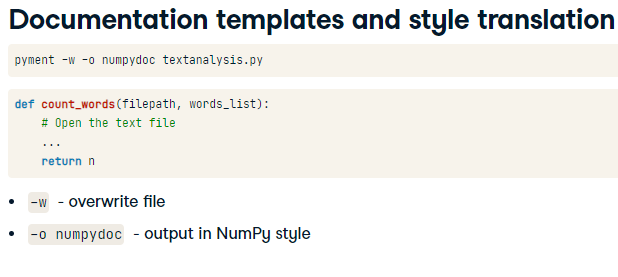 Documentation templates and style translation
pyment -w -o numpydoc textanalysis.py
def count_words(filepath, words_list):
    # Open the text file
    ...
    return n
• -w - overwrite file
• -o numpydoc - output in NumPy style